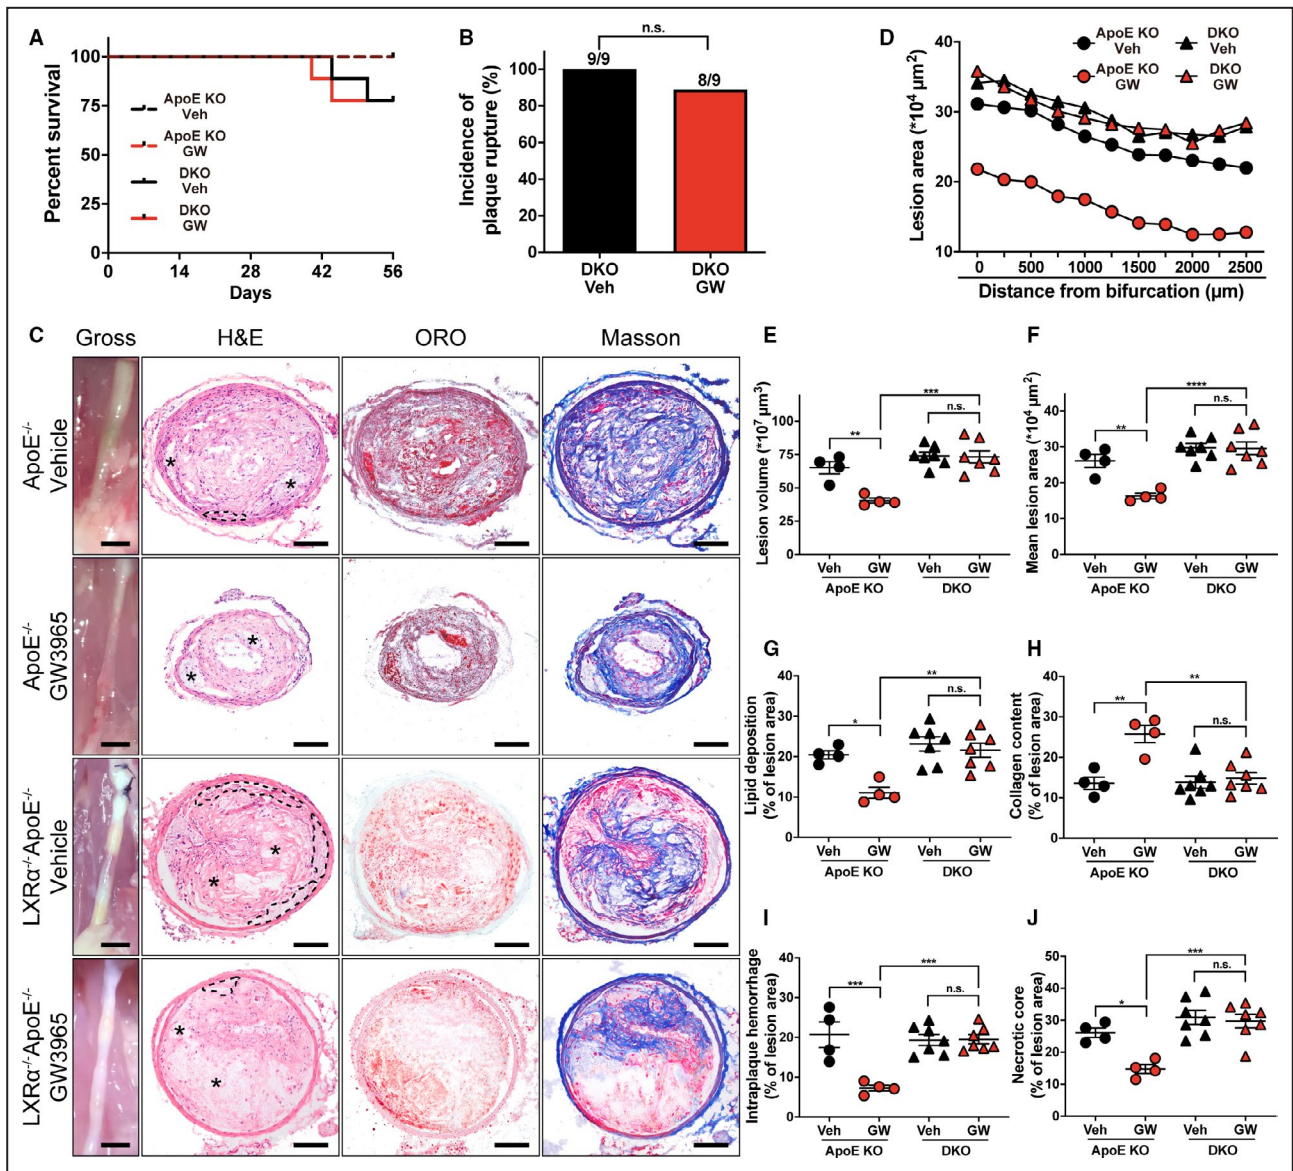 A
Percent survival
100
75
50
25
0
0 14 28 42 56
Days
ApoE KO
Veh
ApoE KO
GW
DKO
Veh
DKO
GW
B
n.s.
Incidence of
plaque rupture (%)
100
80
60
40
20
0
9/9
8/9
DKO
Veh
DKO
GW
D
ApoE KO
Veh
DKO
Veh
ApoE KO
GW
DKO
GW
Lesion area (*10⁴ µm²)
40
30
20
10
0 500 1000 1500 2000 2500
Distance from bifurcation (µm)
C
Gross H&E ORO Masson
ApoE⁻/⁻
Vehicle
*
*
ApoE⁻/⁻
GW3965
*
*
LXRα⁻/⁻ApoE⁻/⁻
Vehicle
*
*
LXRα⁻/⁻ApoE⁻/⁻
GW3965
*
*
E
Lesion volume (*10⁷ µm³)
100
75
50
25
0
**
***
n.s.
Veh GW Veh GW
ApoE KO DKO
F
Mean lesion area (*10⁴ µm²)
40
30
20
10
0
**
****
n.s.
Veh GW Veh GW
ApoE KO DKO
G
Lipid deposition
(% of lesion area)
40
30
20
10
0
*
**
n.s.
Veh GW Veh GW
ApoE KO DKO
H
Collagen content
(% of lesion area)
40
30
20
10
0
**
**
n.s.
Veh GW Veh GW
ApoE KO DKO
I
Intraplaque hemorrhage
(% of lesion area)
40
30
20
10
0
***
***
n.s.
Veh GW Veh GW
ApoE KO DKO
J
Necrotic core
(% of lesion area)
50
40
30
20
10
0
*
***
n.s.
Veh GW Veh GW
ApoE KO DKO